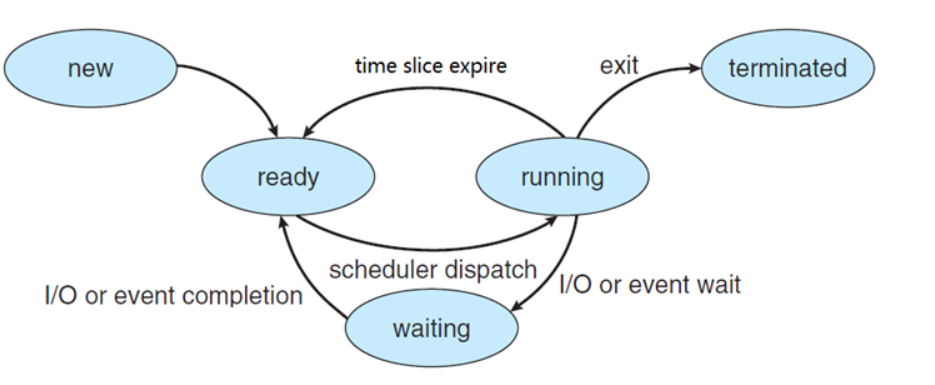 new
time slice expire
exit
terminated
ready
running
scheduler dispatch
I/O or event completion
I/O or event wait
waiting